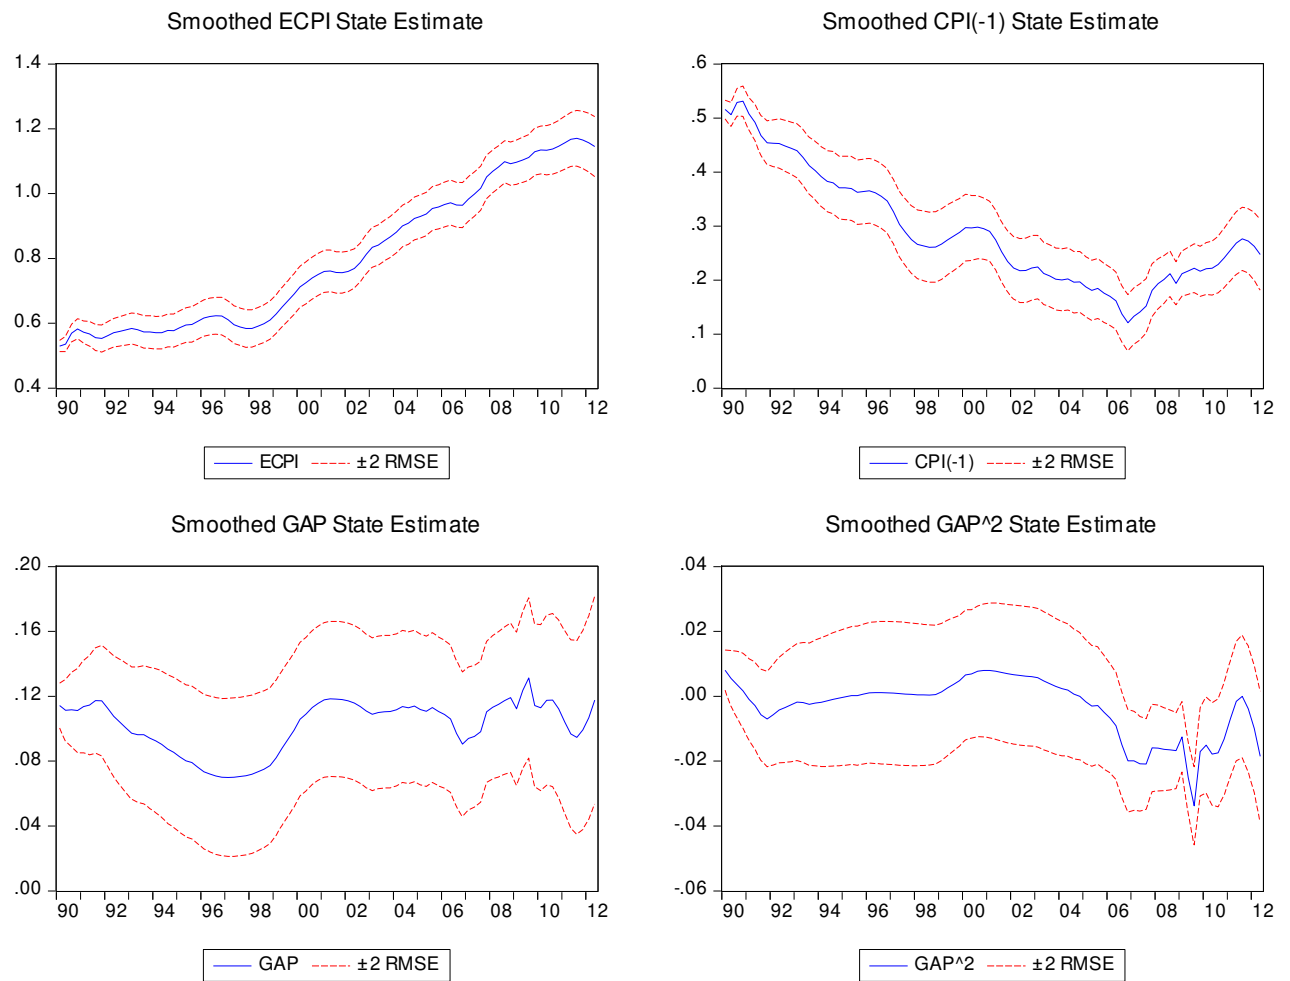 Smoothed ECPI State Estimate
1.4
1.2
1.0
0.8
0.6
0.4
90 92 94 96 98 00 02 04 06 08 10 12
ECPI ±2 RMSE
Smoothed CPI(-1) State Estimate
.6
.5
.4
.3
.2
.1
.0
90 92 94 96 98 00 02 04 06 08 10 12
CPI(-1) ±2 RMSE
Smoothed GAP State Estimate
.20
.16
.12
.08
.04
.00
90 92 94 96 98 00 02 04 06 08 10 12
GAP ±2 RMSE
Smoothed GAP^2 State Estimate
.04
.02
.00
-.02
-.04
-.06
90 92 94 96 98 00 02 04 06 08 10 12
GAP^2 ±2 RMSE